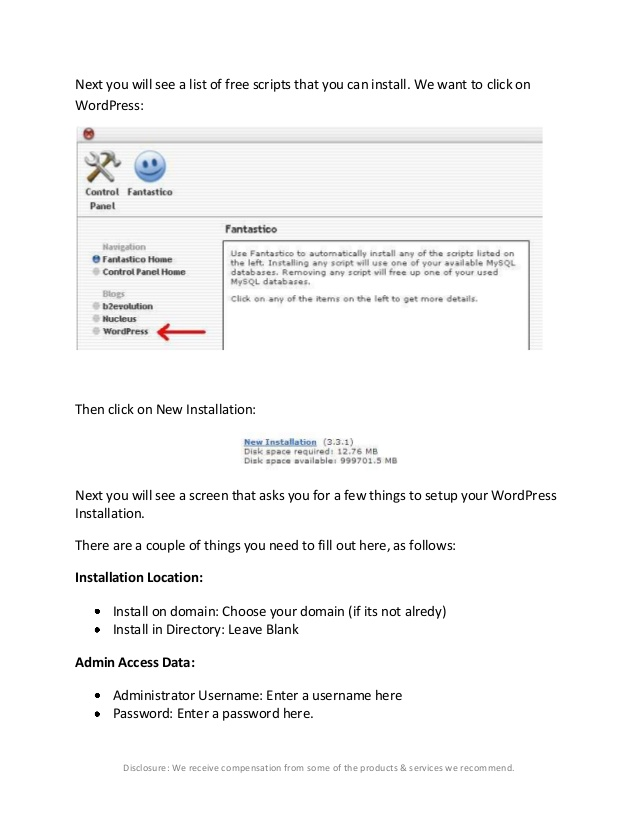 Next you will see a list of free scripts that you can install. We want to click on
WordPress:
Control
Panel
Fantastico
Fantastico
Navigation
Fantastico Home
Control Panel Home
Blogs
b2evolution
Nucleus
WordPress
Use Fantastico to automatically install any of the scripts listed on
the left. Installing any script will use one of your available MySQL
databases. Removing any script will free up one of your used
MySQL databases.
Click on any of the items on the left to get more details.
Then click on New Installation:
New Installation (3.3.1)
Disk space required: 12.76 MB
Disk space available: 999701.5 MB
Next you will see a screen that asks you for a few things to setup your WordPress
Installation.
There are a couple of things you need to fill out here, as follows:
Installation Location:
• Install on domain: Choose your domain (if its not alredy)
• Install in Directory: Leave Blank
Admin Access Data:
• Administrator Username: Enter a username here
• Password: Enter a password here.
Disclosure: We receive compensation from some of the products & services we recommend.